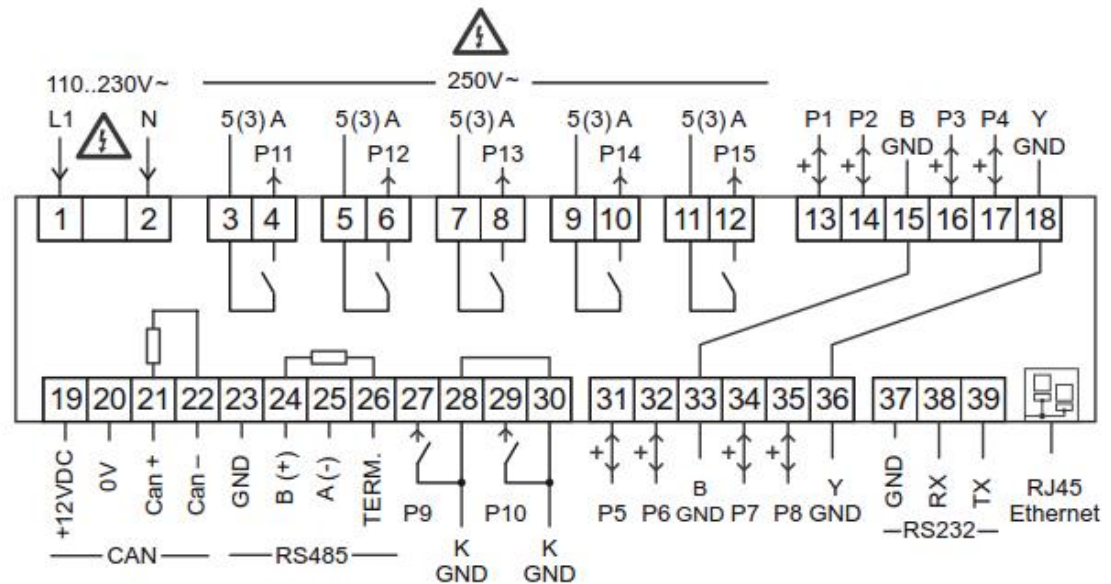 110..230V~ 250V~
L1 N 5(3)A 5(3)A 5(3)A 5(3)A 5(3)A P1 P2 B P3 P4 Y
P11 P12 P13 P14 P15 GND GND
+ + + +
1 2 3 4 5 6 7 8 9 10 11 12 13 14 15 16 17 18
19 20 21 22 23 24 25 26 27 28 29 30 31 32 33 34 35 36 37 38 39
+12VDC 0V Can + Can – GND B (+) A (-) TERM. + + + + GND RX TX
P9 P10 P5 P6 B P7 P8 Y RJ45
GND GND Ethernet
CAN RS485 K K RS232
GND GND